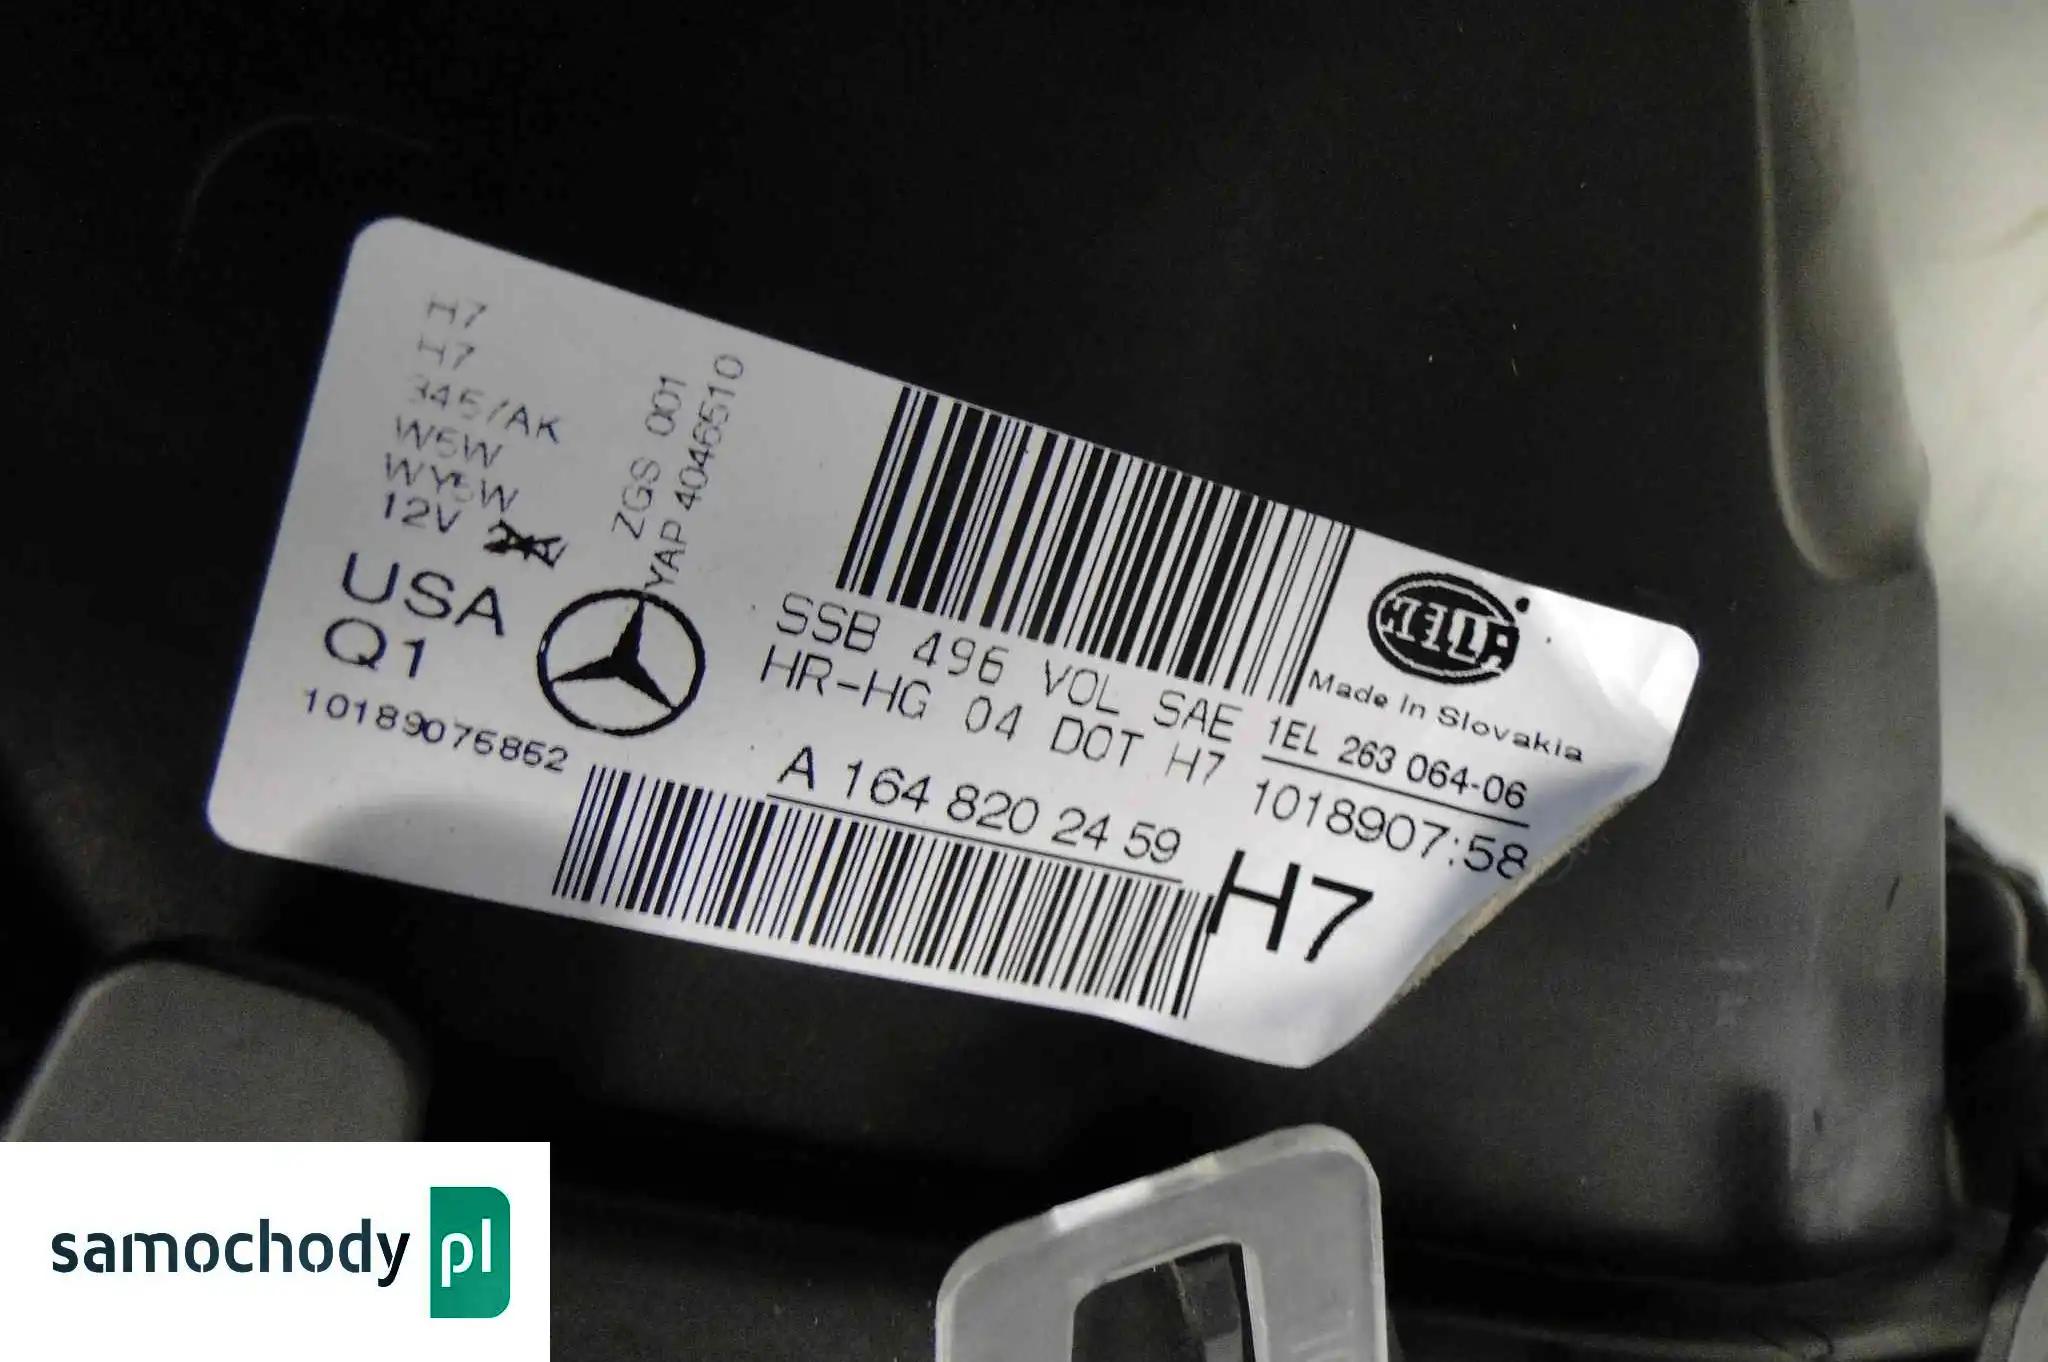 H7
H7
345/AK
W5W
WY5W
12V
USA
Q1
10189075852
ZGS 001
YAP 4046510
SSB 496 VOL SAE
HR-HG 04 DOT H7
A 164 820 24 59
HELLA
Made in Slovakia
1EL 263 064-06
1018907:58
H7
samochody pl